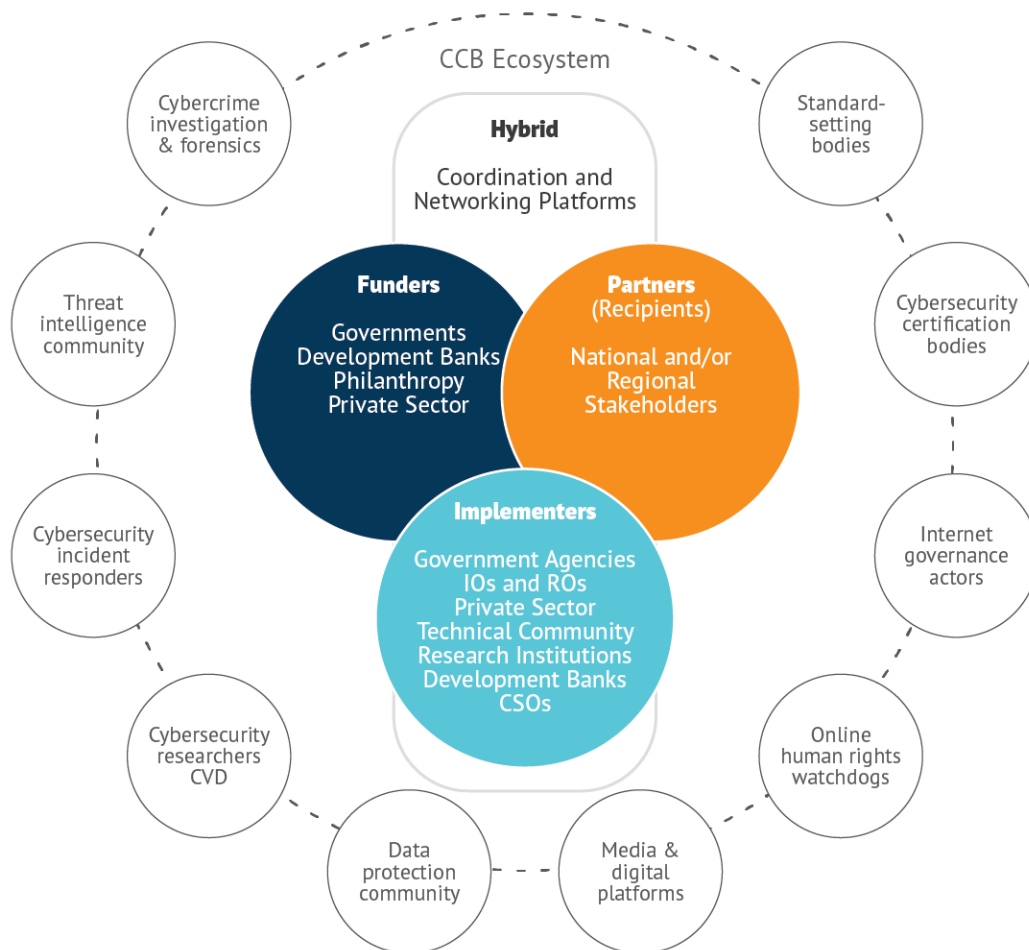 CCB Ecosystem
Hybrid
Coordination and
Networking Platforms
Funders
Governments
Development Banks
Philanthropy
Private Sector
Partners
(Recipients)
National and/or
Regional
Stakeholders
Implementers
Government Agencies
IOs and ROs
Private Sector
Technical Community
Research Institutions
Development Banks
CSOs
Standard-
setting
bodies
Cybersecurity
certification
bodies
Internet
governance
actors
Online
human rights
watchdogs
Media &
digital
platforms
Data
protection
community
Cybersecurity
researchers
CVD
Cybersecurity
incident
responders
Threat
intelligence
community
Cybercrime
investigation
& forensics